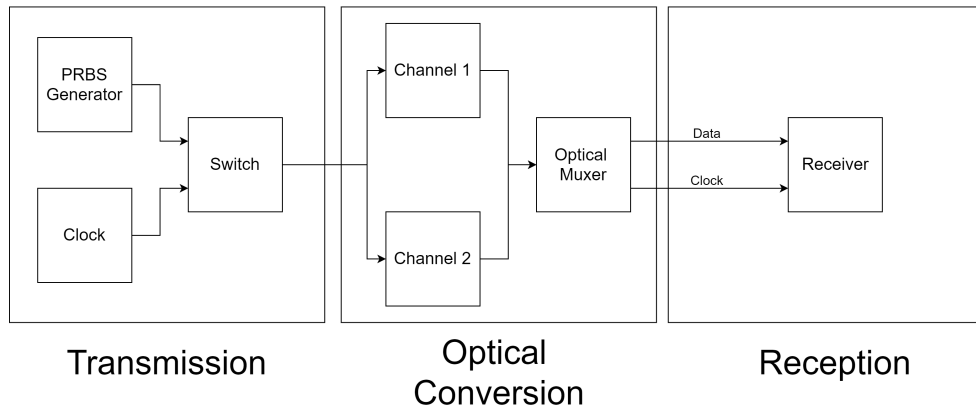 PRBS
Generator
Clock
Switch
Channel 1
Channel 2
Optical
Muxer
Data
Clock
Receiver
Transmission
Optical
Conversion
Reception